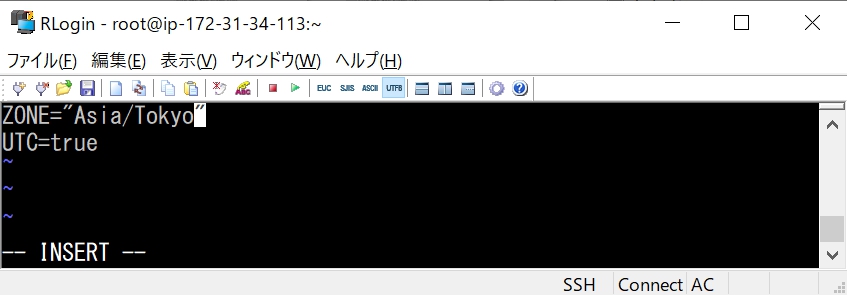 RLogin - root@ip-172-31-34-113:~
ファイル(F) 編集(E) 表示(V) ウィンドウ(W) ヘルプ(H)
ABC EUC SJIS ASCII UTF8
ZONE="Asia/Tokyo"
UTC=true
~
~
~
-- INSERT --
SSH Connect AC